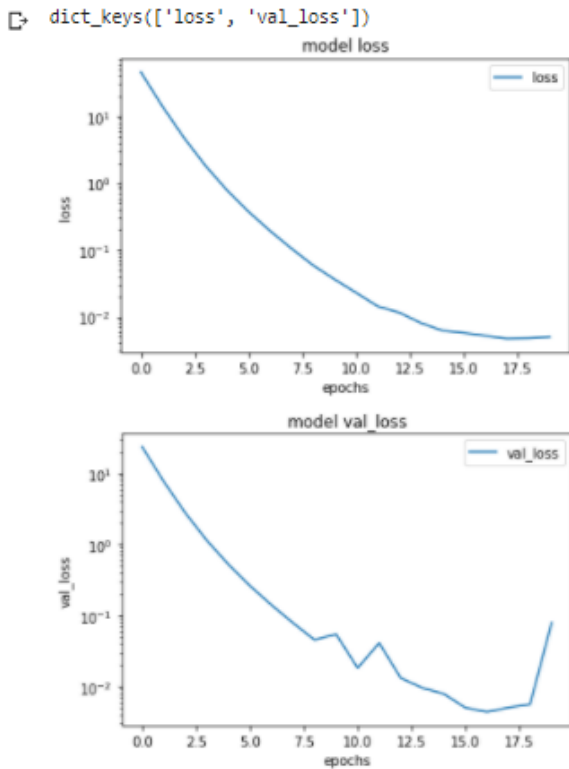 dict_keys(['loss', 'val_loss'])
model loss
loss
10¹
10⁰
10⁻¹
10⁻²
loss
0.0 2.5 5.0 7.5 10.0 12.5 15.0 17.5
epochs
model val_loss
val_loss
10¹
10⁰
10⁻¹
10⁻²
val_loss
0.0 2.5 5.0 7.5 10.0 12.5 15.0 17.5
epochs